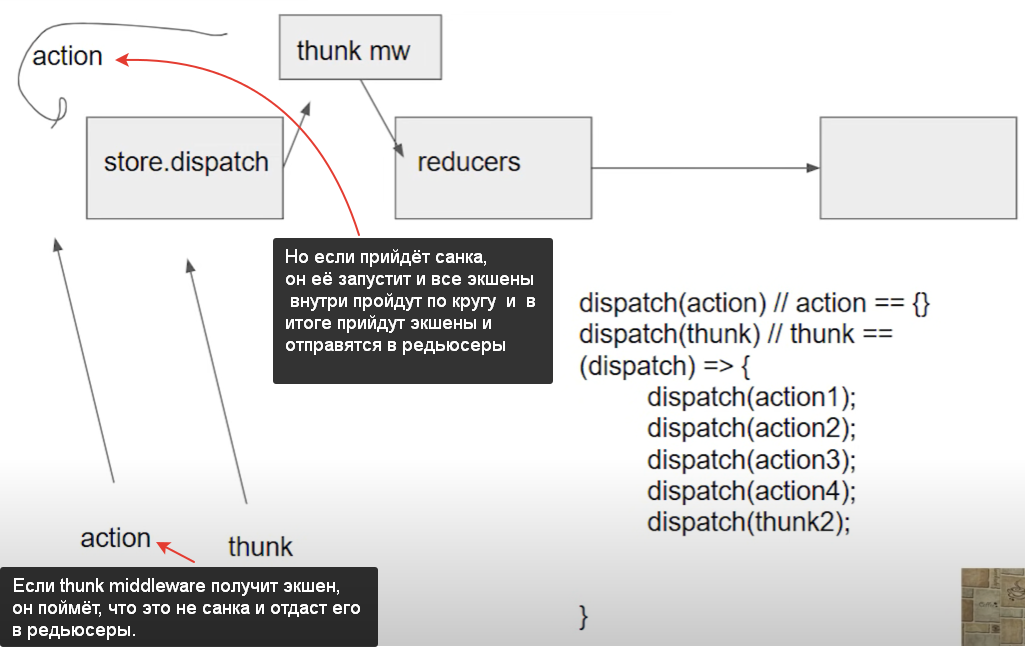 action
thunk mw
store.dispatch
reducers
Но если прийдёт санка,
он её запустит и все экшены
внутри пройдут по кругу и в
итоге прийдут экшены и
отправятся в редьюсеры
dispatch(action) // action == {}
dispatch(thunk) // thunk ==
(dispatch) => {
dispatch(action1);
dispatch(action2);
dispatch(action3);
dispatch(action4);
dispatch(thunk2);
}
action
thunk
Если thunk middleware получит экшен,
он поймёт, что это не санка и отдаст его
в редьюсеры.